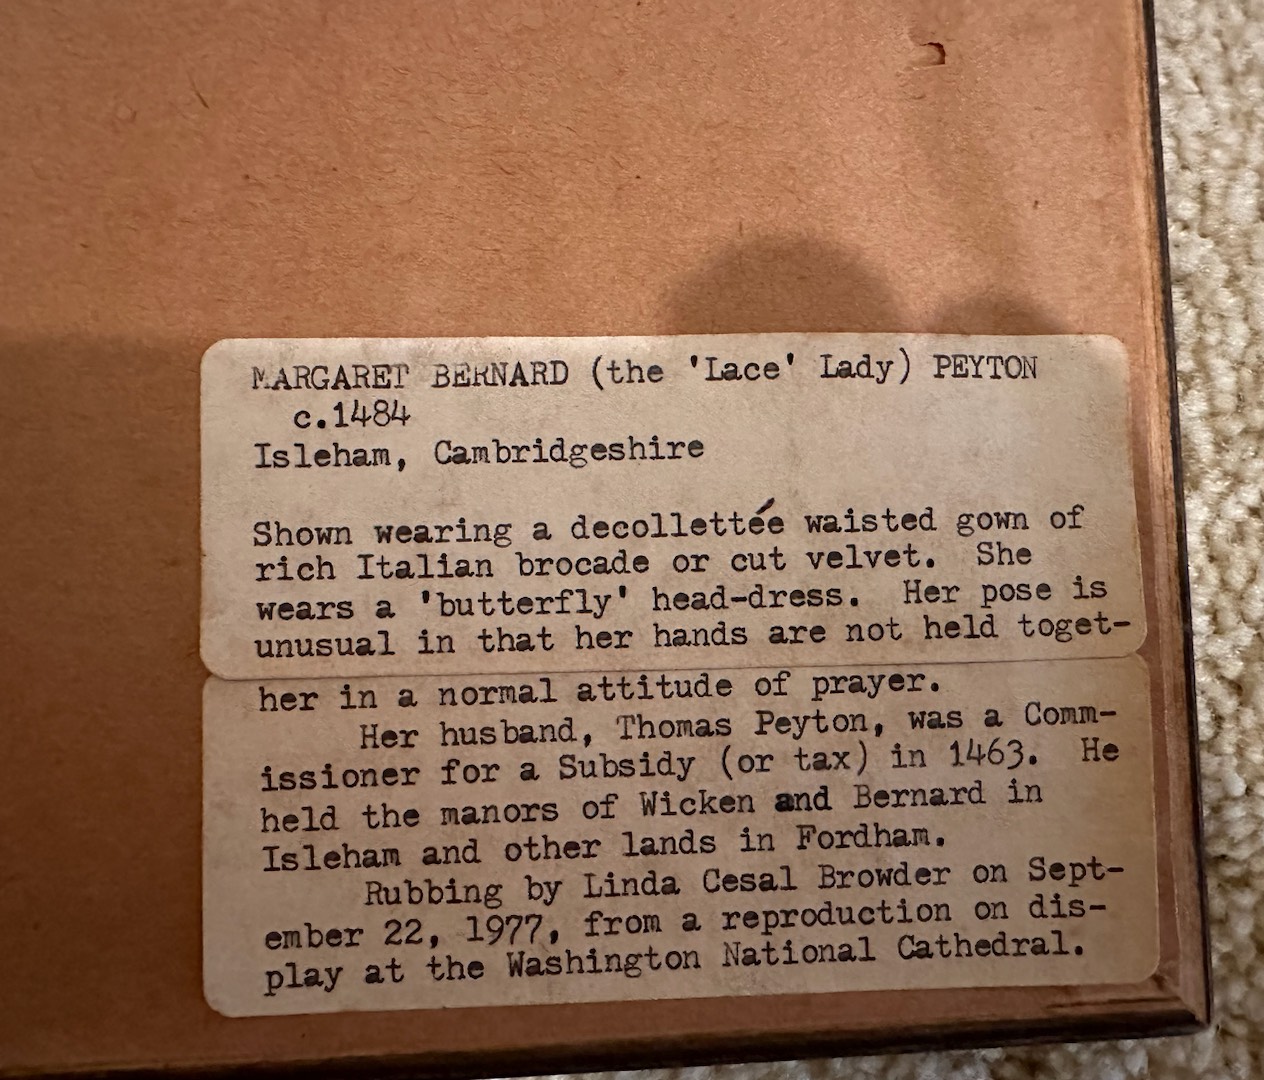 MARGARET BERNARD (the 'Lace' Lady) PEYTON
c.1484
Isleham, Cambridgeshire
Shown wearing a decollettée waisted gown of
rich Italian brocade or cut velvet. She
wears a 'butterfly' head-dress. Her pose is
unusual in that her hands are not held toget-
her in a normal attitude of prayer.
Her husband, Thomas Peyton, was a Comm-
issioner for a Subsidy (or tax) in 1463. He
held the manors of Wicken and Bernard in
Isleham and other lands in Fordham.
Rubbing by Linda Cesal Browder on Sept-
ember 22, 1977, from a reproduction on dis-
play at the Washington National Cathedral.